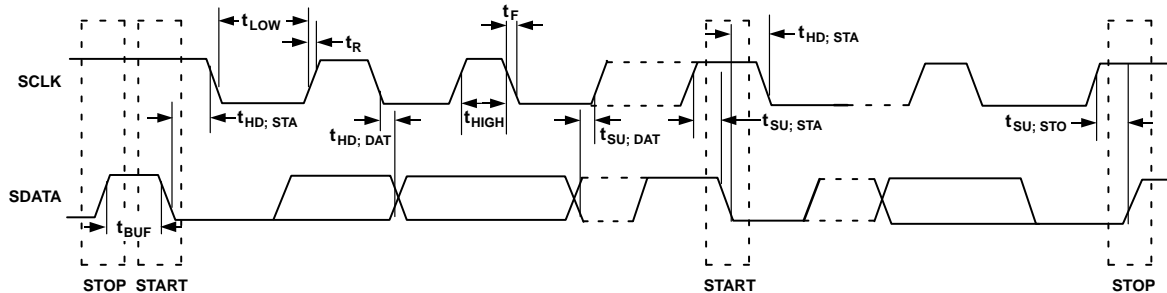 tLOW
tR
tF
tHD; STA
SCLK
tHD; STA
tHD; DAT
tHIGH
tSU; DAT
tSU; STA
tSU; STO
SDATA
tBUF
STOP START START STOP